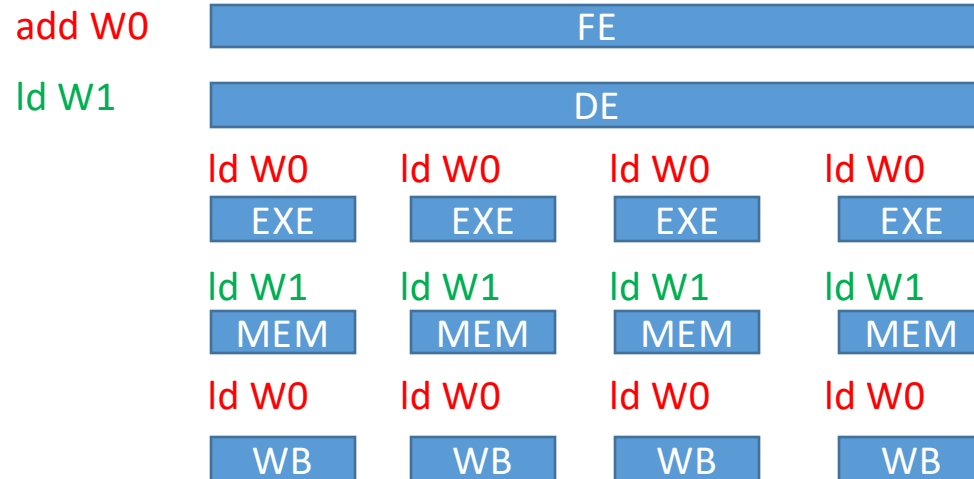 add W0
FE
ld W1
DE
ld W0 ld W0 ld W0 ld W0
EXE EXE EXE EXE
ld W1 ld W1 ld W1 ld W1
MEM MEM MEM MEM
ld W0 ld W0 ld W0 ld W0
WB WB WB WB